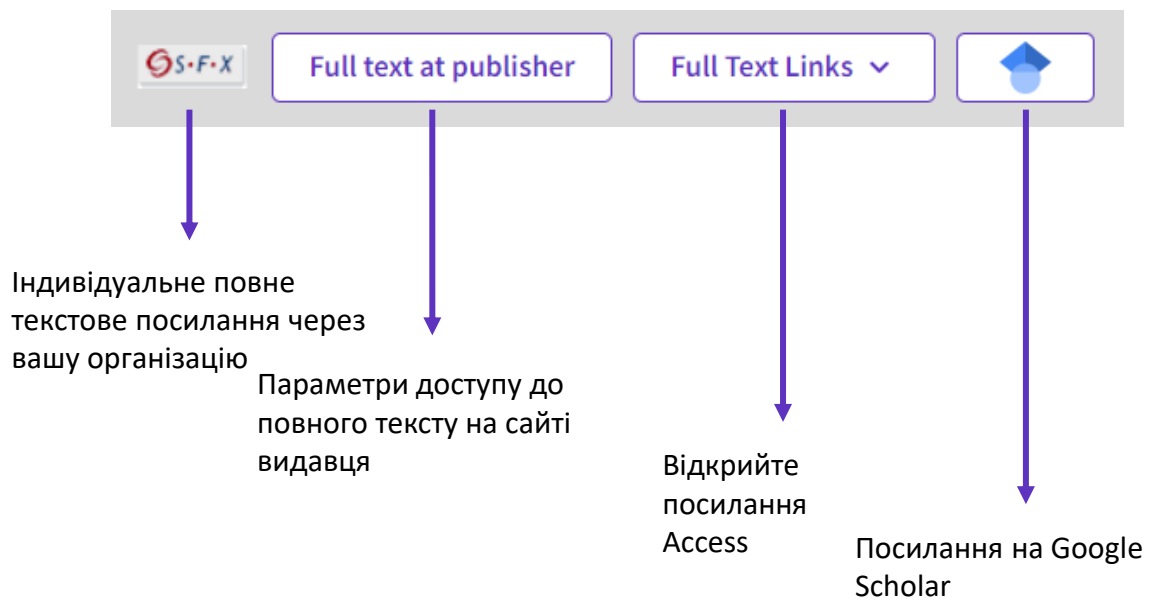 S·F·X
Full text at publisher
Full Text Links
Індивідуальне повне
текстове посилання через
вашу організацію
Параметри доступу до
повного тексту на сайті
видавця
Відкрийте
посилання
Access
Посилання на Google
Scholar